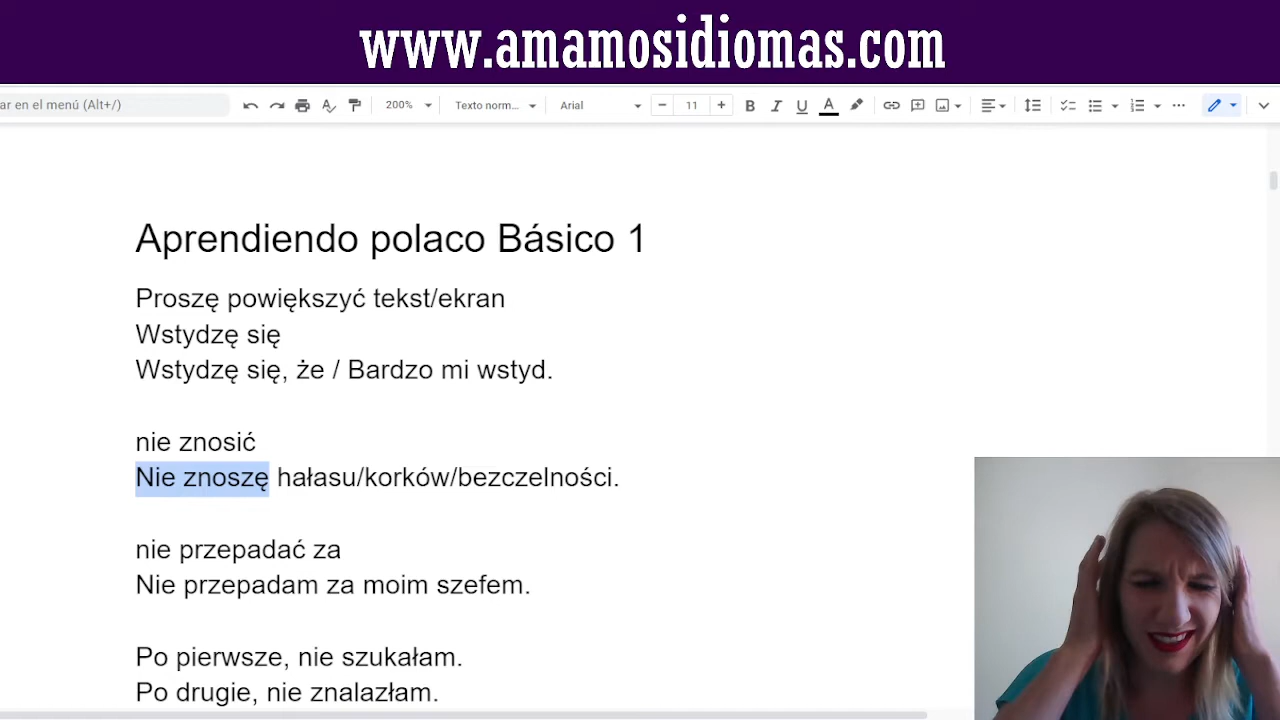 www.amamosidiomas.com
ar en el menú (Alt+/)
200%
Texto norm...
Arial
11
Aprendiendo polaco Básico 1
Proszę powiększyć tekst/ekran
Wstydzę się
Wstydzę się, że / Bardzo mi wstyd.
nie znosić
Nie znoszę hałasu/korków/bezczelności.
nie przepadać za
Nie przepadam za moim szefem.
Po pierwsze, nie szukałam.
Po drugie, nie znalazłam.